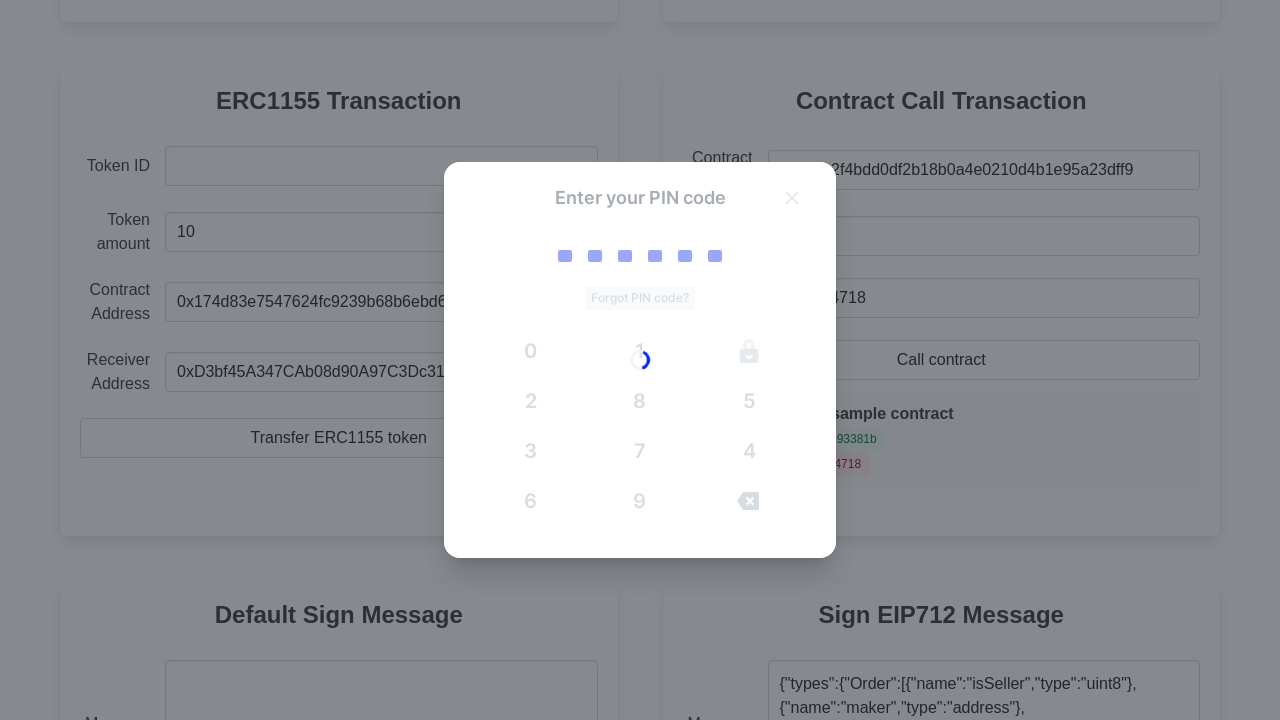 ERC1155 Transaction
Token ID
Token
amount
10
Contract
Address
0x174d83e7547624fc9239b68b6ebd6
Receiver
Address
0xD3bf45A347CAb08d90A97C3Dc31
Transfer ERC1155 token
Contract Call Transaction
Contract
2f4bdd0df2b18b0a4e0210d4b1e95a23dff9
4718
Call contract
sample contract
93381b
4718
Enter your PIN code
Forgot PIN code?
0 1
2 8 5
3 7 4
6 9
Default Sign Message
Sign EIP712 Message
{"types":{"Order":[{"name":"isSeller","type":"uint8"},
{"name":"maker","type":"address"},